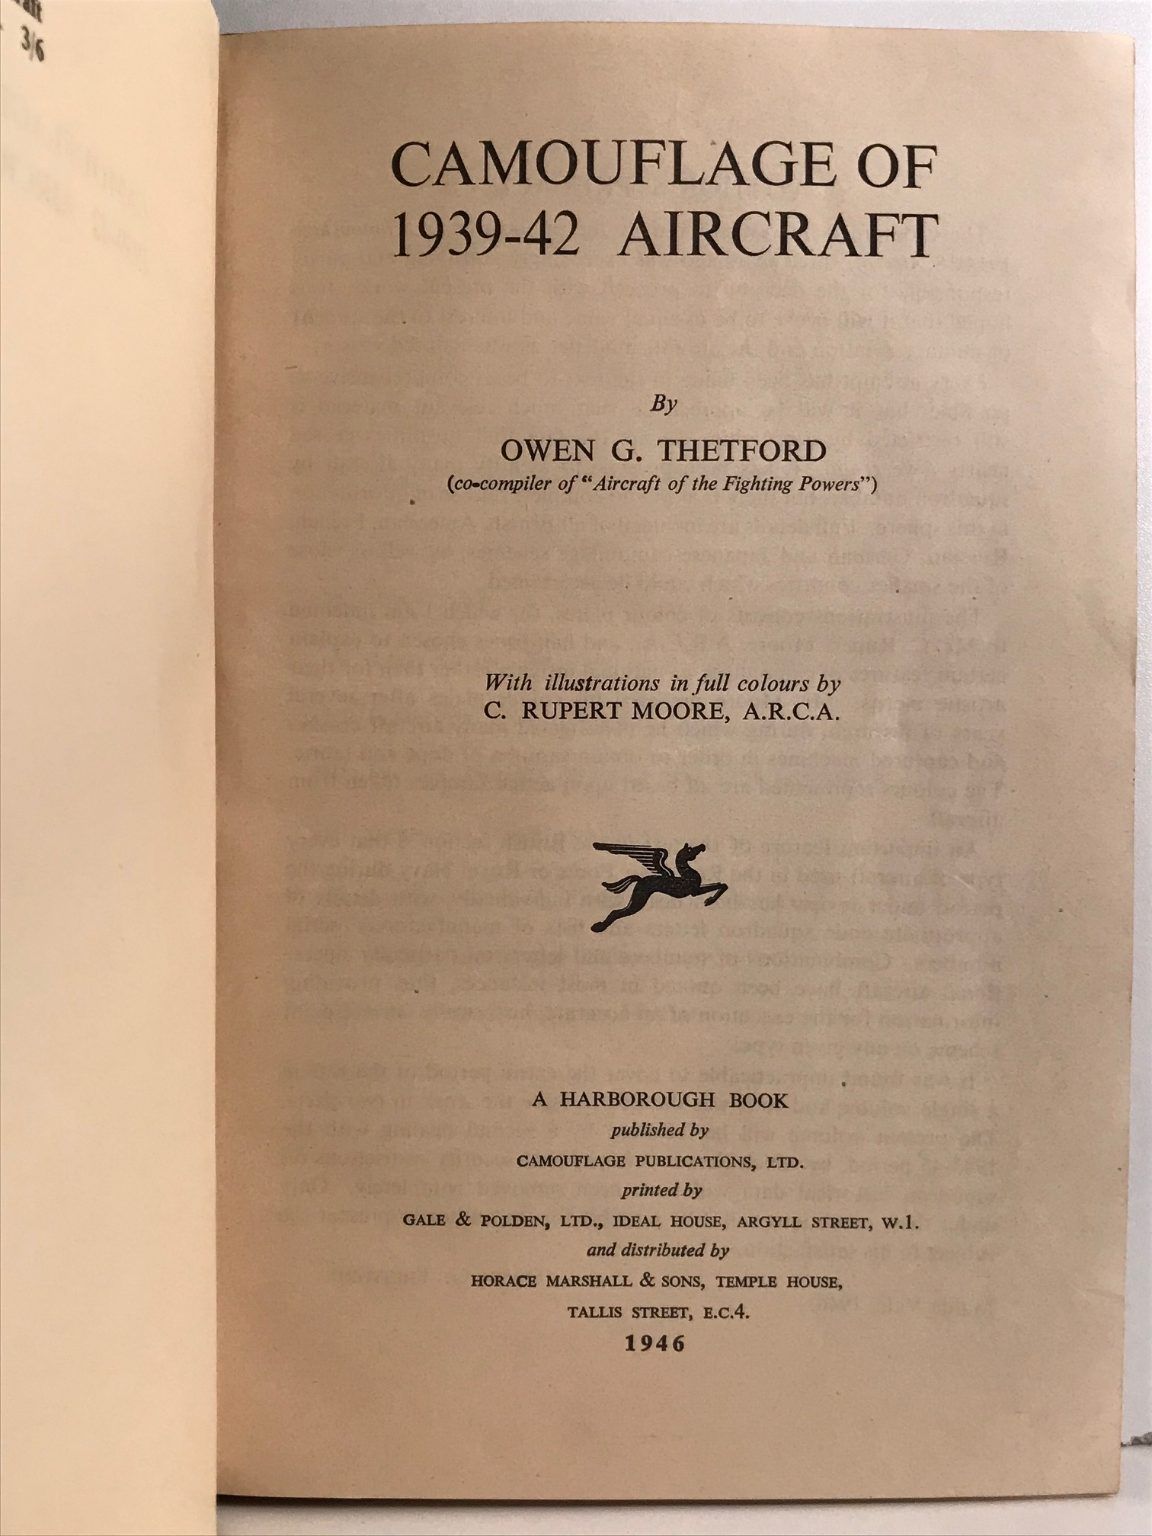 3/6
CAMOUFLAGE OF
1939-42 AIRCRAFT
By
OWEN G. THETFORD
(co-compiler of "Aircraft of the Fighting Powers")
With illustrations in full colours by
C. RUPERT MOORE, A.R.C.A.
A HARBOROUGH BOOK
published by
CAMOUFLAGE PUBLICATIONS, LTD.
printed by
GALE & POLDEN, LTD., IDEAL HOUSE, ARGYLL STREET, W.1.
and distributed by
HORACE MARSHALL & SONS, TEMPLE HOUSE,
TALLIS STREET, E.C.4.
1946